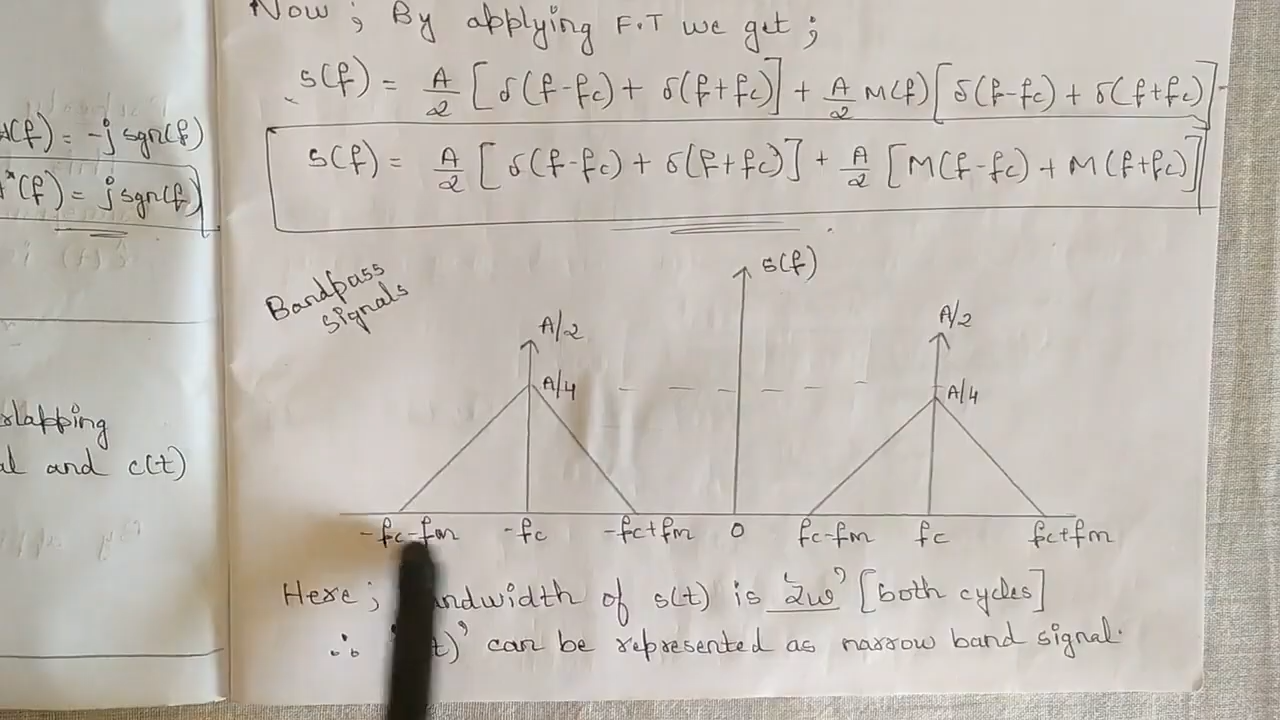 Now ; By applying F.T we get ;
s(f) = A/2 [δ(f-fc) + δ(f+fc)] + A/2 M(f) [δ(f-fc) + δ(f+fc)]
s(f) = A/2 [δ(f-fc) + δ(f+fc)] + A/2 [M(f-fc) + M(f+fc)]
(f) = -j sgn(f)
*(f) = j sgn(f)
al and c(t)
Bandpass
signals
s(f)
A/2
A/4
A/2
A/4
-fc-fm -fc -fc+fm 0 fc-fm fc fc+fm
Here ; andwidth of s(t) is '2w' [both cycles]
∴ t)' can be represented as narrow band signal.